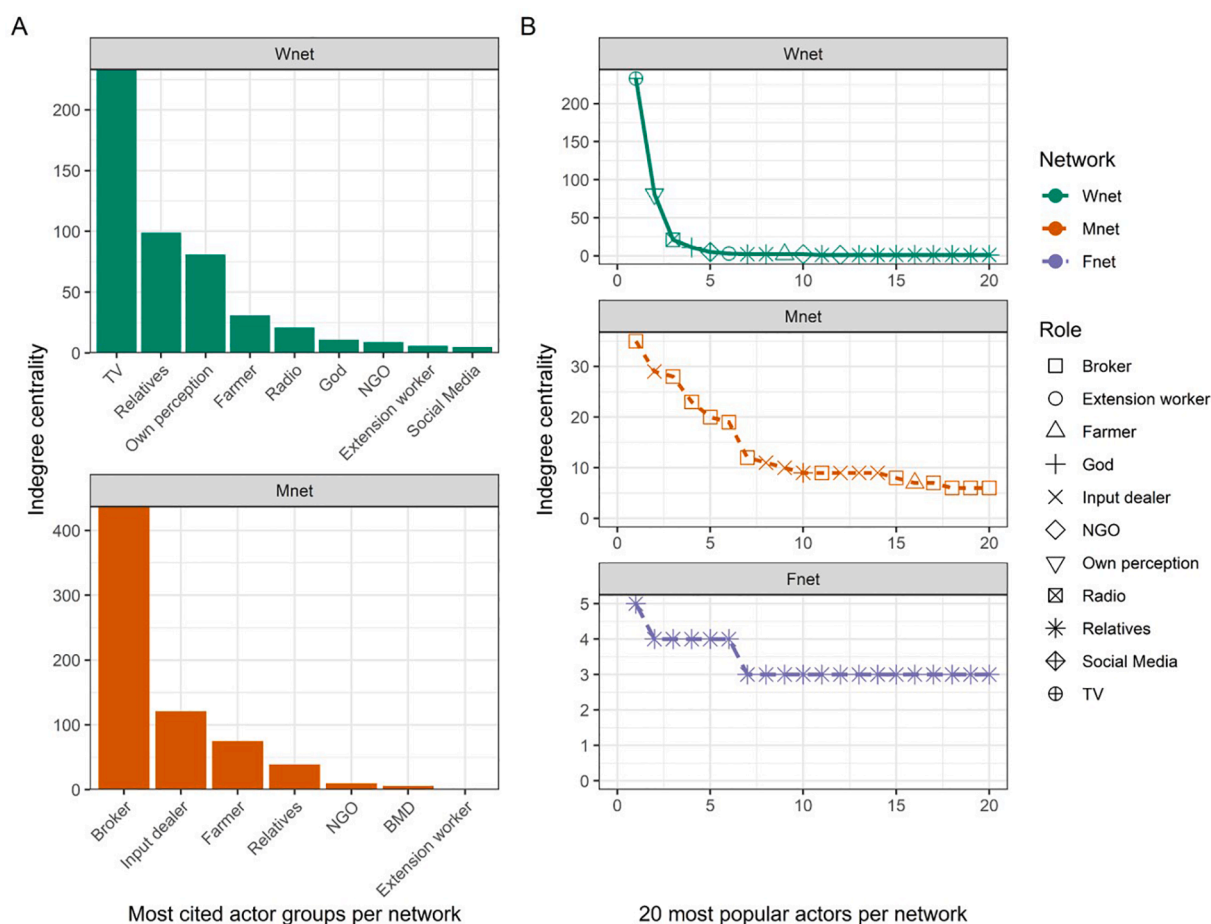 A
Wnet
Indegree centrality
200
150
100
50
0
TV
Relatives
Own perception
Farmer
Radio
God
NGO
Extension worker
Social Media
Mnet
400
300
200
100
0
Broker
Input dealer
Farmer
Relatives
NGO
BMD
Extension worker
Most cited actor groups per network
B
Wnet
Indegree centrality
200
150
100
50
0
0 5 10 15 20
Mnet
30
20
10
0
0 5 10 15 20
Fnet
5
4
3
2
1
0
0 5 10 15 20
20 most popular actors per network
Network
Wnet
Mnet
Fnet
Role
Broker
Extension worker
Farmer
God
Input dealer
NGO
Own perception
Radio
Relatives
Social Media
TV